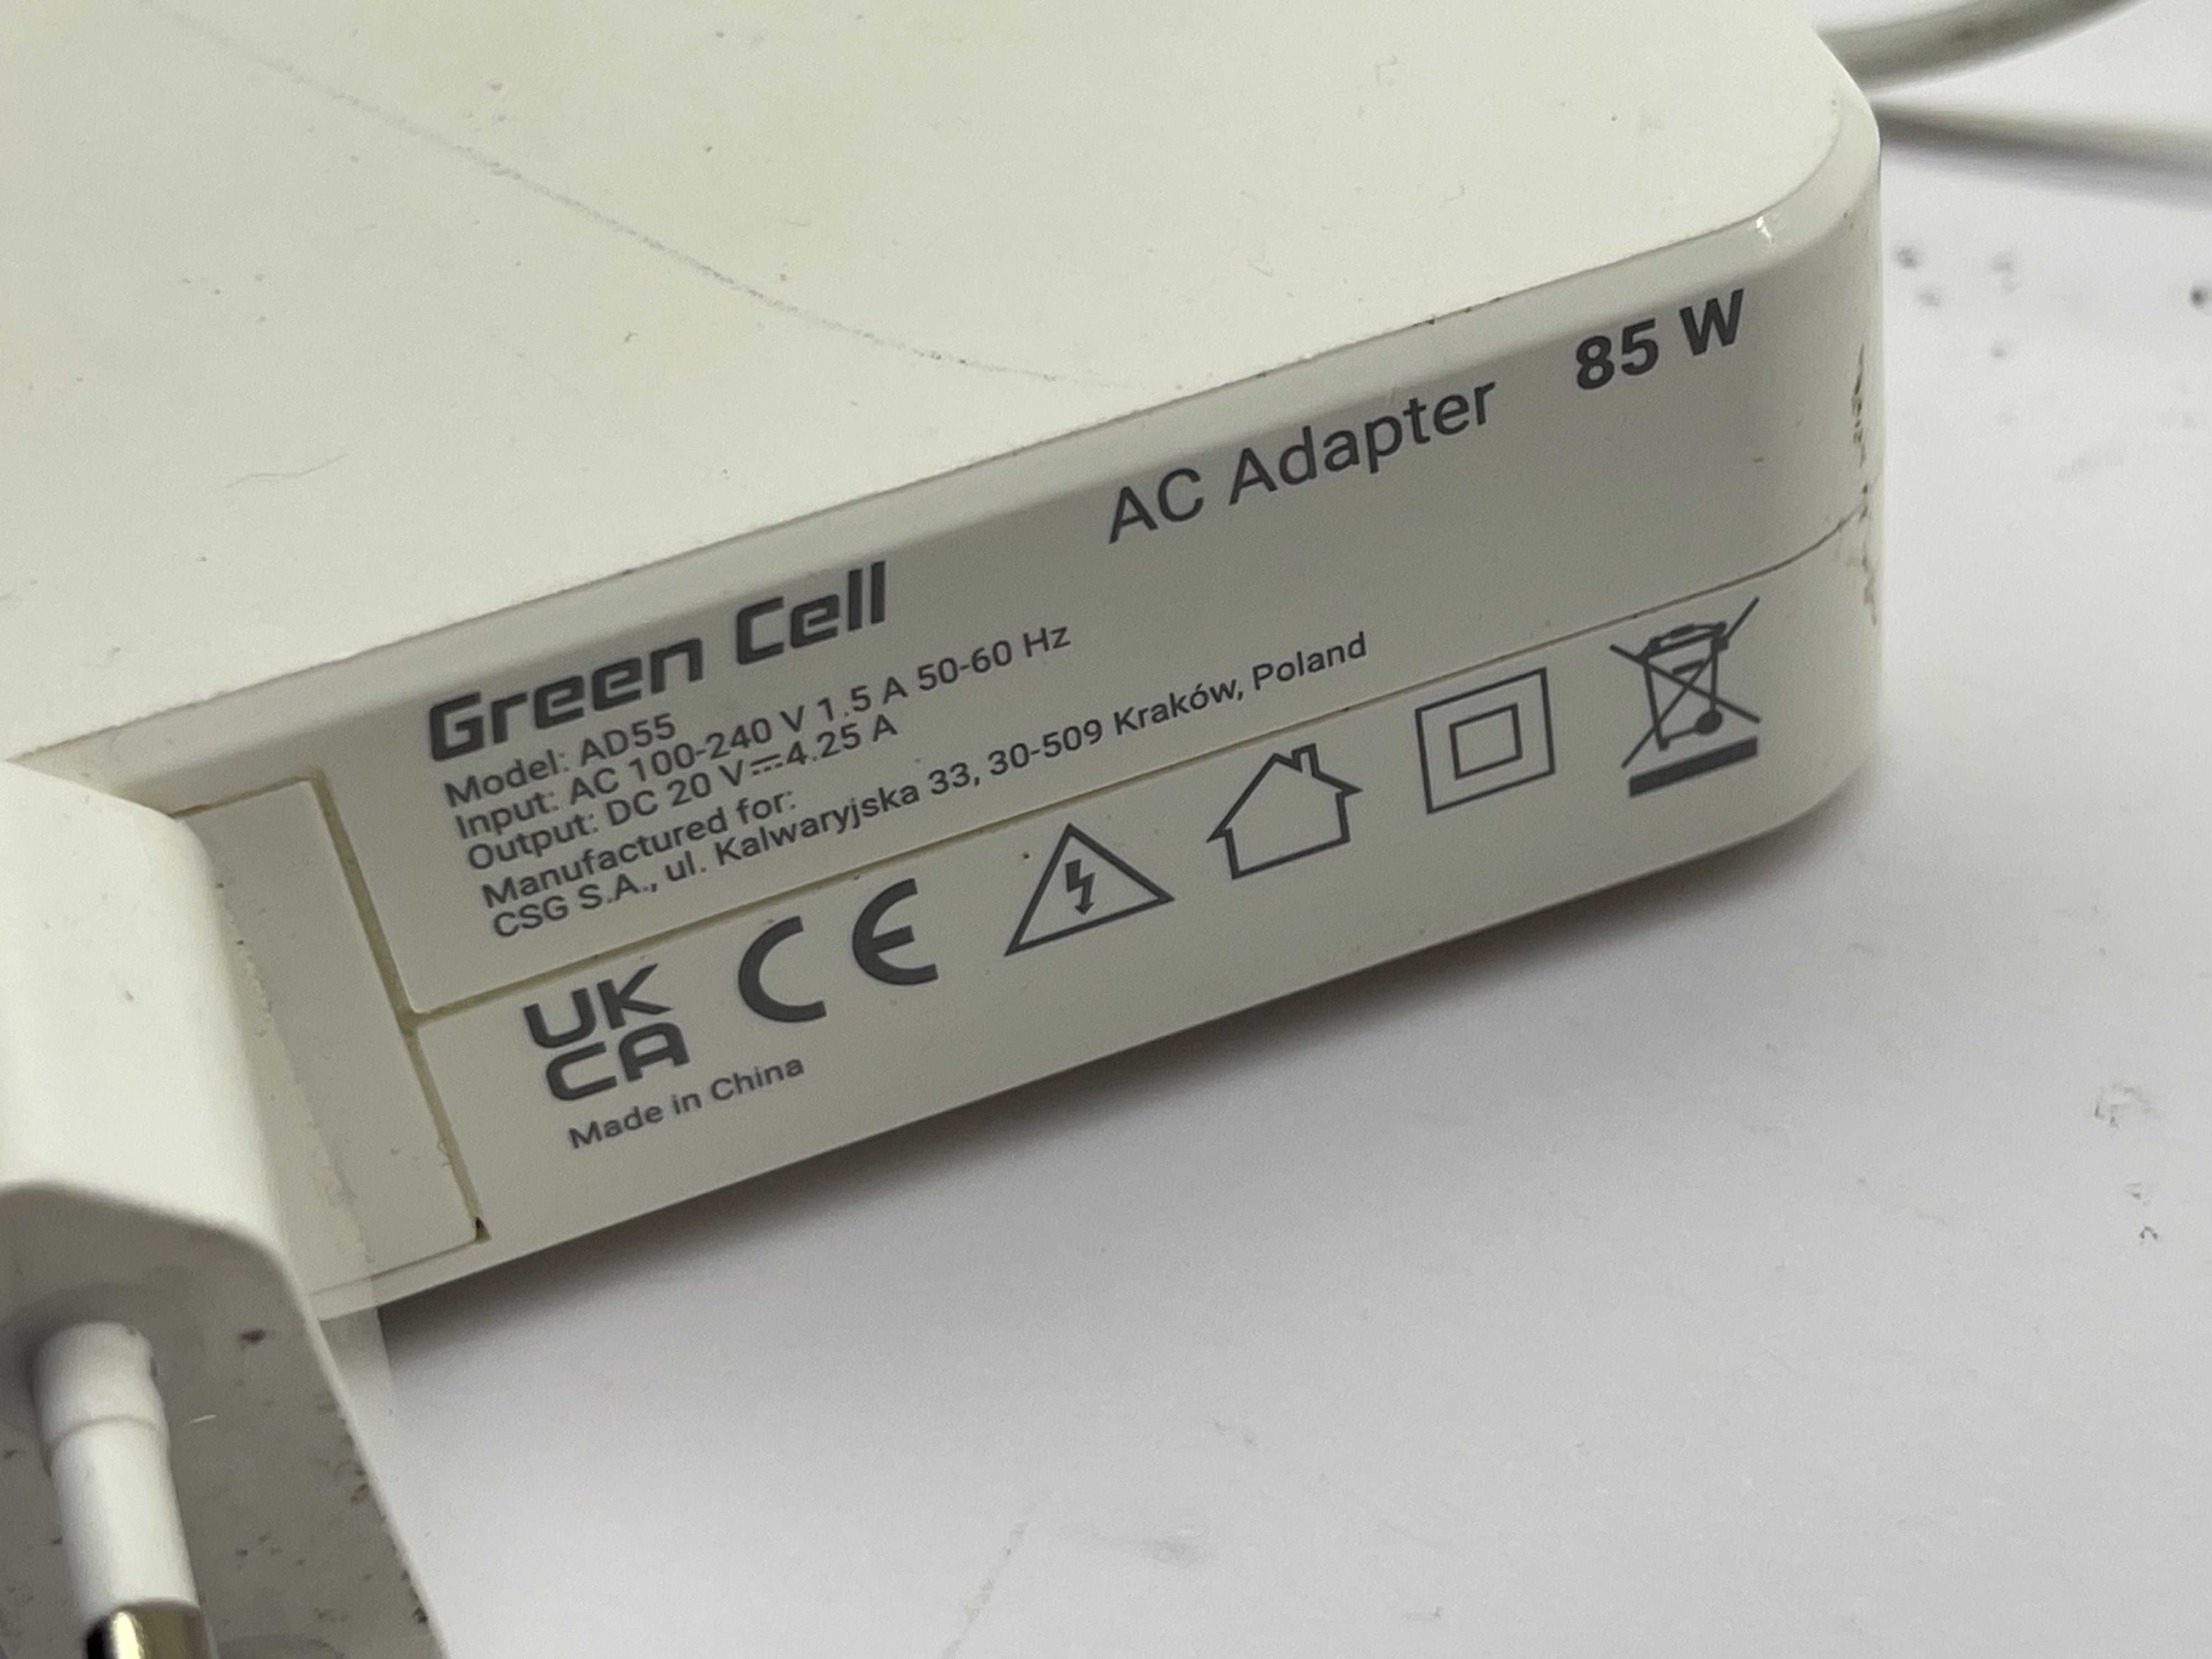 Green Cell
AC Adapter 85 W
Model: AD55
Input: AC 100-240 V 1.5 A 50-60 Hz
Output: DC 20 V⎓4.25 A
Manufactured for:
CSG S.A., ul. Kalwaryjska 33, 30-509 Kraków, Poland
UK
CA
CE
Made in China